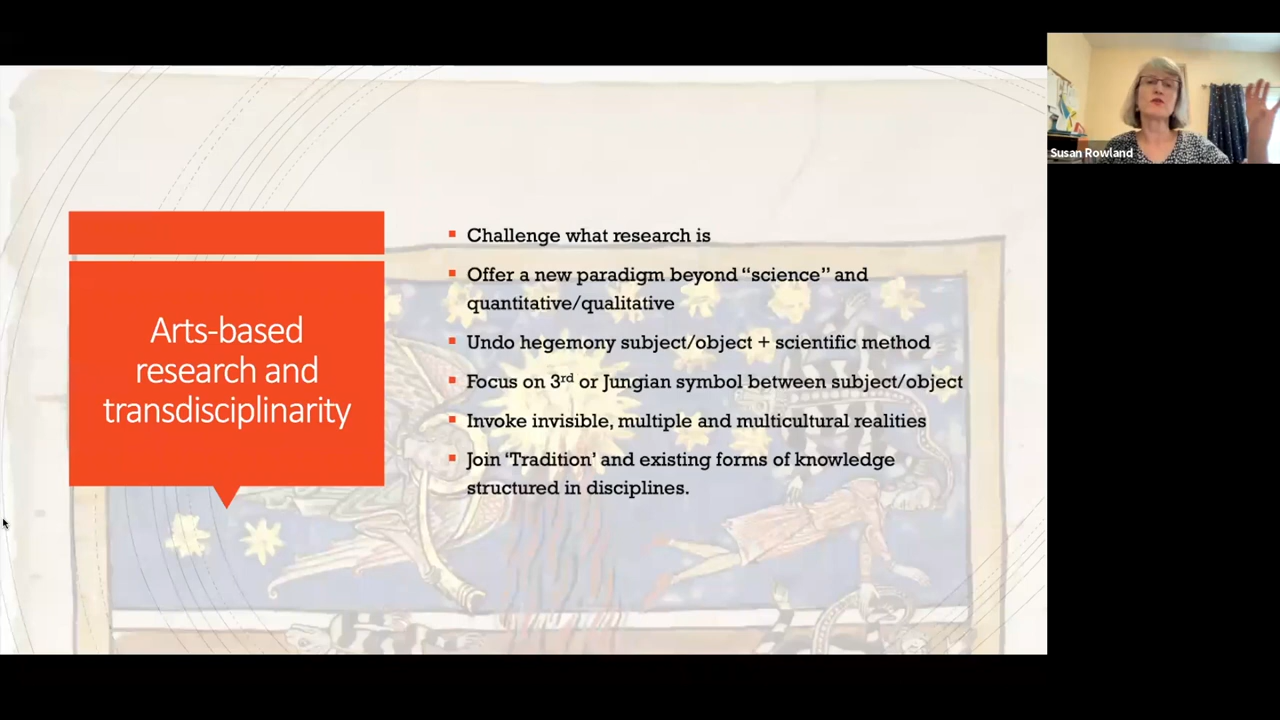 Susan Rowland
Arts-based
research and
transdisciplinarity
Challenge what research is
Offer a new paradigm beyond “science” and
quantitative/qualitative
Undo hegemony subject/object + scientific method
Focus on 3rd or Jungian symbol between subject/object
Invoke invisible, multiple and multicultural realities
Join ‘Tradition’ and existing forms of knowledge
structured in disciplines.